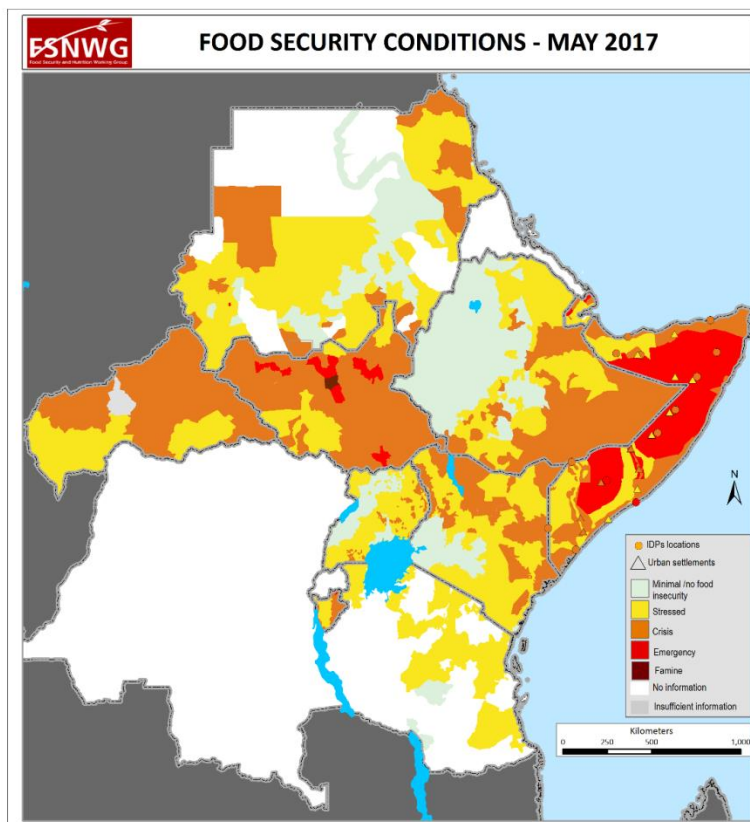 FSNWG
Food Security and Nutrition Working Group
FOOD SECURITY CONDITIONS - MAY 2017
N
IDPs locations
Urban settlements
Minimal /no food
insecurity
Stressed
Crisis
Emergency
Famine
No information
Insufficient information
Kilometers
0 250 500 1,000